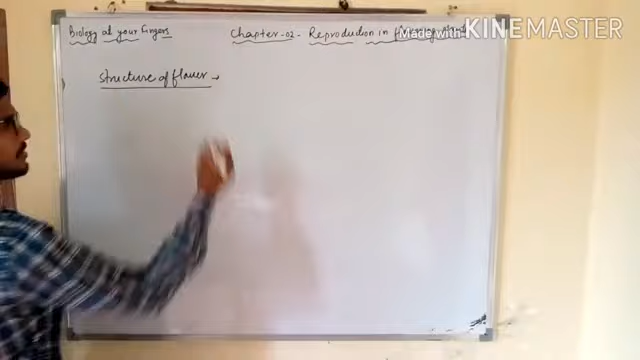 Biology at your Fingers
Chapter-02- Reproduction in
Made with KINEMASTER
Structure of flower →